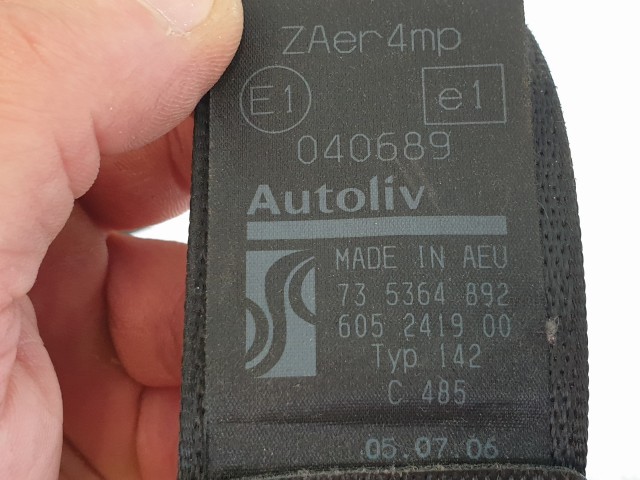 ZAer4mp
E1 e1
040689
Autoliv
MADE IN AEU
73 5364 892
605 2419 00
Typ 142
C 485
05.07.06